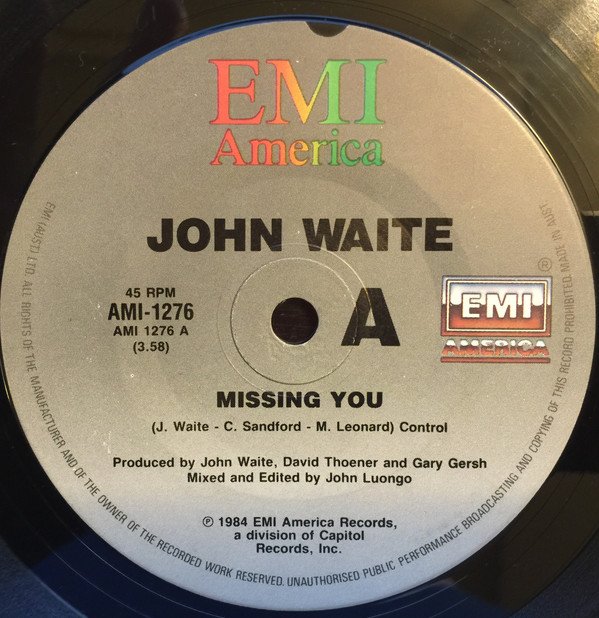 EMI
America
JOHN WAITE
45 RPM
AMI-1276
AMI 1276 A
(3.58)
A
EMI
AMERICA
MISSING YOU
(J. Waite - C. Sandford - M. Leonard) Control
Produced by John Waite, David Thoener and Gary Gersh
Mixed and Edited by John Luongo
℗ 1984 EMI America Records,
a division of Capitol
Records, Inc.
EMI (AUST) LTD. ALL RIGHTS OF THE MANUFACTURER AND OF THE OWNER OF THE RECORDED WORK RESERVED. UNAUTHORISED PUBLIC PERFORMANCE BROADCASTING AND COPYING OF THIS RECORD PROHIBITED. MADE IN AUST.
®